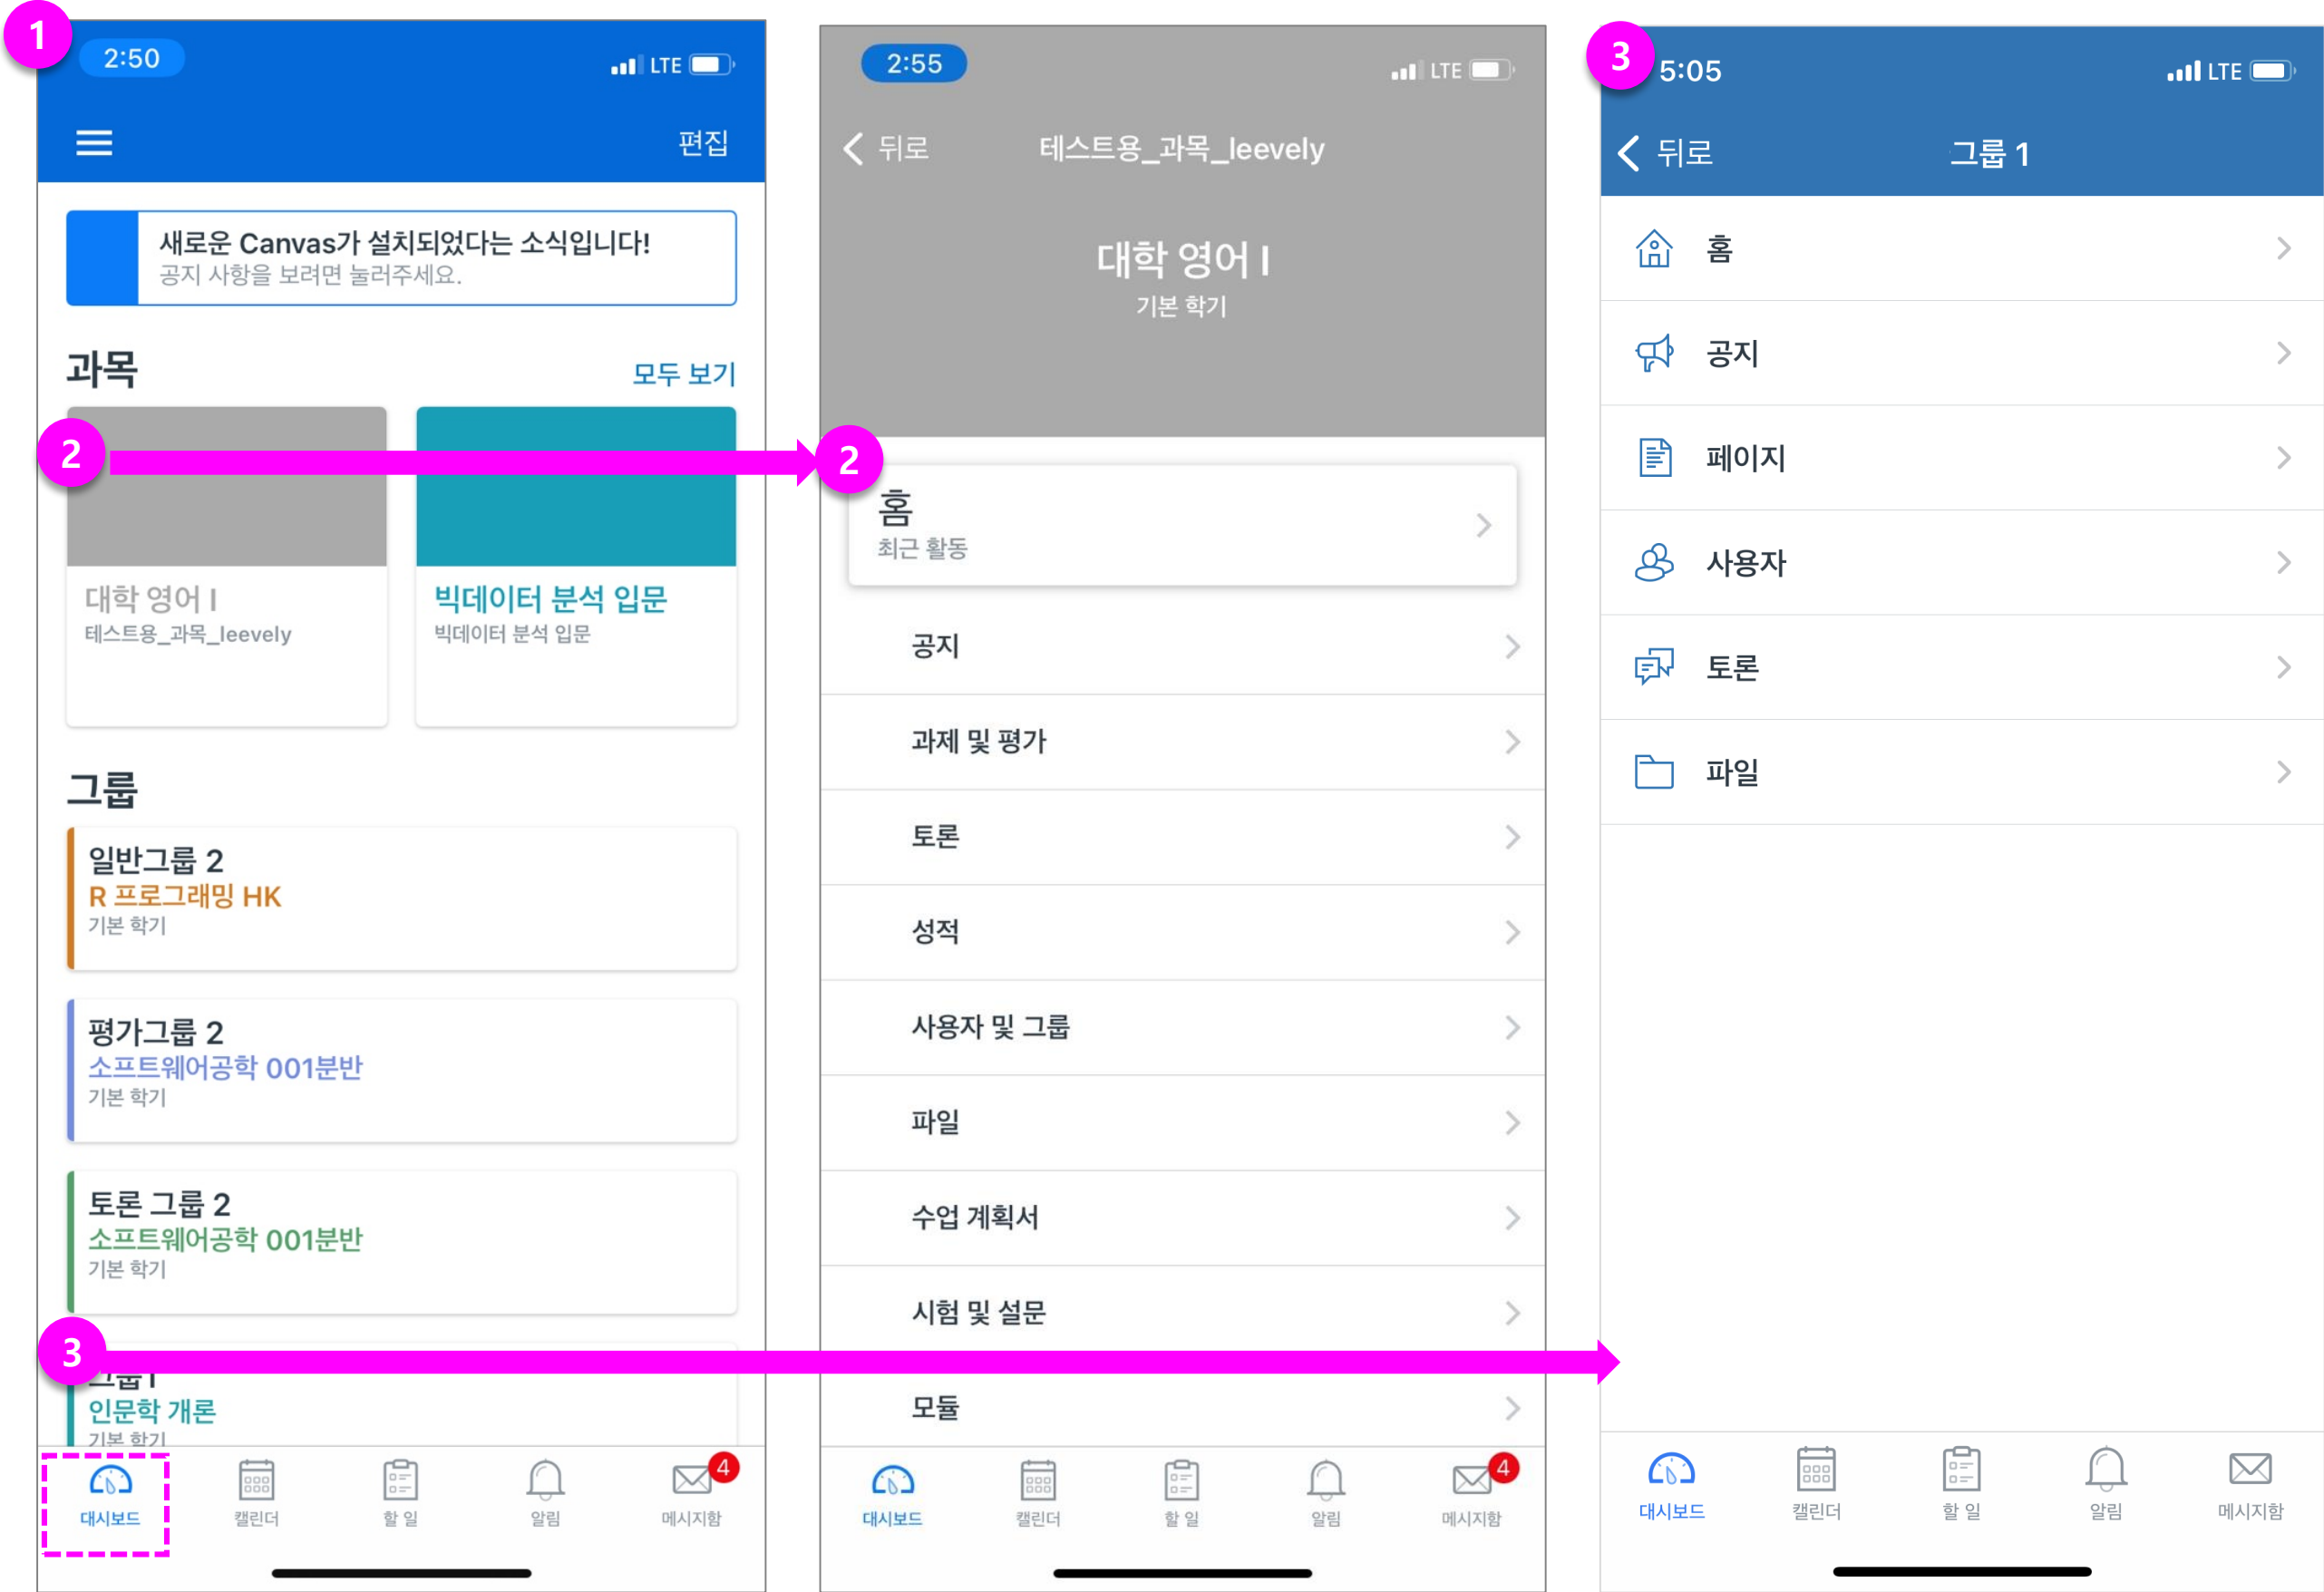 1
2:50
LTE
편집
새로운 Canvas가 설치되었다는 소식입니다!
공지 사항을 보려면 눌러주세요.
과목
모두 보기
2
대학 영어 I
테스트용_과목_leevely
빅데이터 분석 입문
빅데이터 분석 입문
그룹
일반그룹 2
R 프로그래밍 HK
기본 학기
평가그룹 2
소프트웨어공학 001분반
기본 학기
토론 그룹 2
소프트웨어공학 001분반
기본 학기
3
그룹 1
인문학 개론
기본 학기
대시보드
캘린더
할 일
알림
4
메시지함
2:55
LTE
뒤로
테스트용_과목_leevely
대학 영어 I
기본 학기
2
홈
최근 활동
공지
과제 및 평가
토론
성적
사용자 및 그룹
파일
수업 계획서
시험 및 설문
모듈
대시보드
캘린더
할 일
알림
4
메시지함
3
5:05
LTE
뒤로
그룹 1
홈
공지
페이지
사용자
토론
파일
대시보드
캘린더
할 일
알림
메시지함